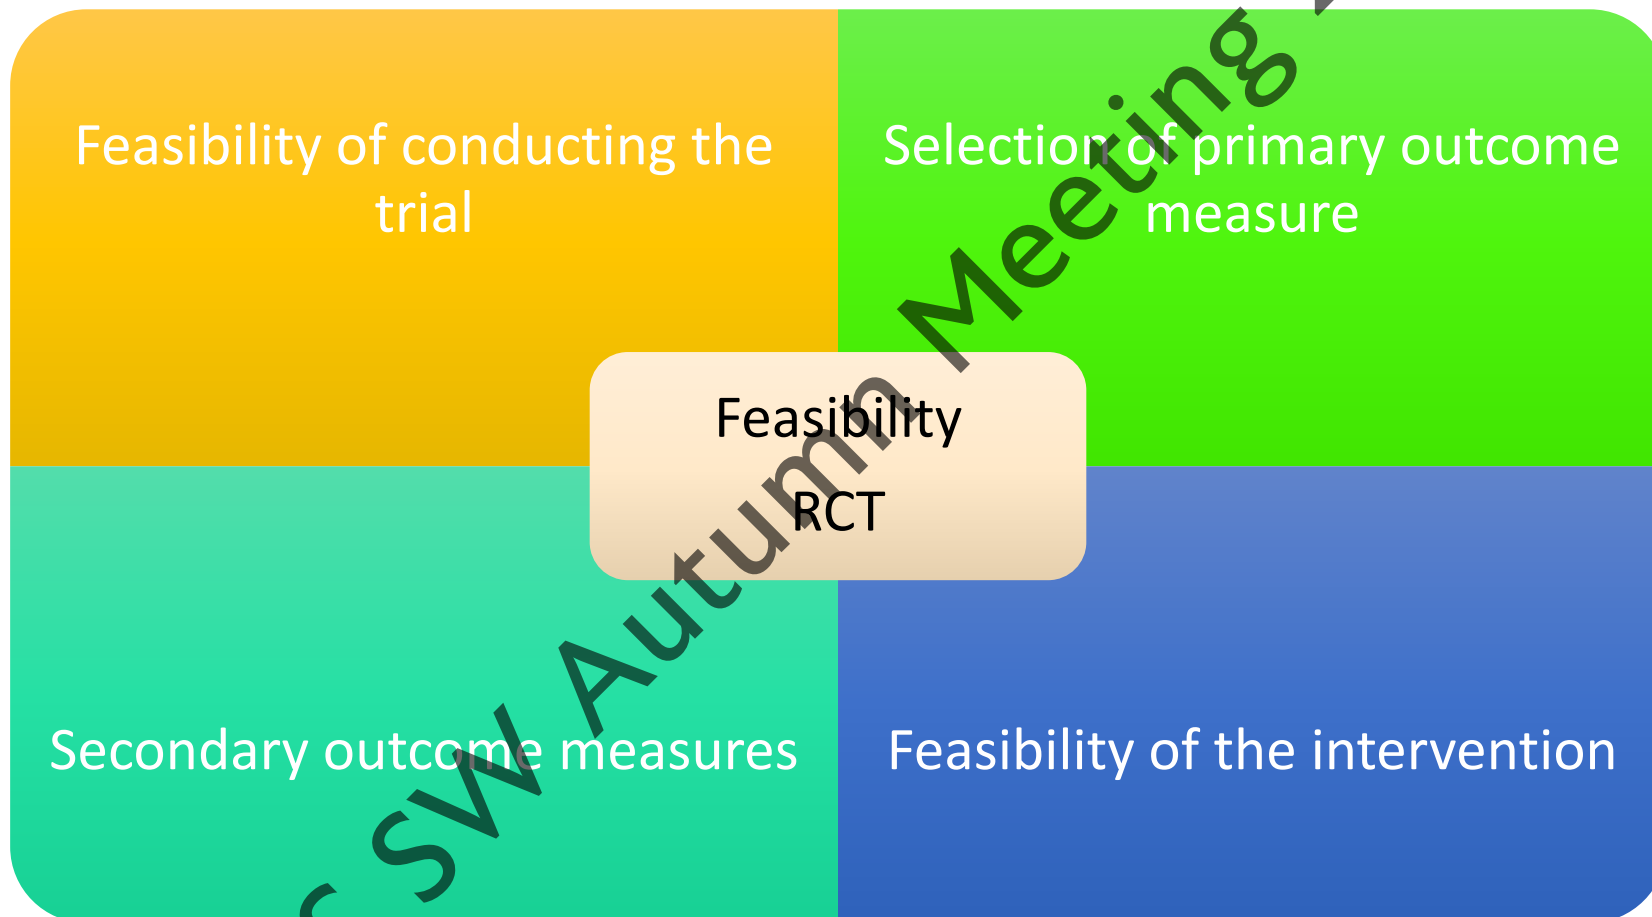 Feasibility of conducting the
trial
Selection of primary outcome
measure
Feasibility
RCT
Secondary outcome measures
Feasibility of the intervention
SW Autumn Meeting